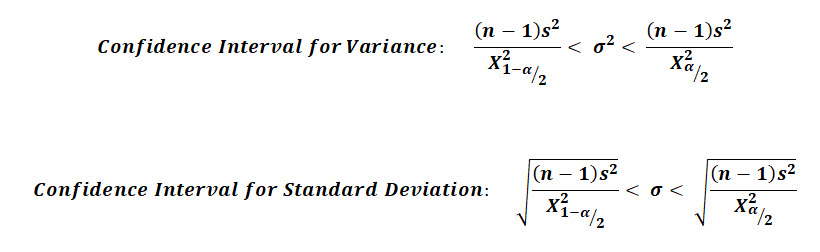 Confidence Interval for Variance: (n − 1)s² / X²₁₋α/₂ < σ² < (n − 1)s² / X²α/₂
Confidence Interval for Standard Deviation: √((n − 1)s² / X²₁₋α/₂) < σ < √((n − 1)s² / X²α/₂)